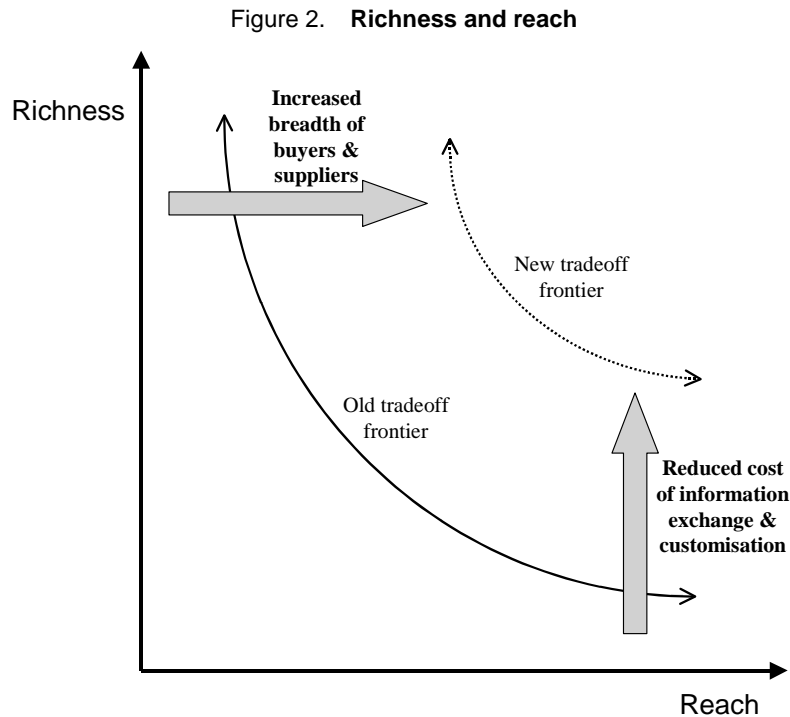 Figure 2. Richness and reach
Richness
Increased
breadth of
buyers &
suppliers
New tradeoff
frontier
Old tradeoff
frontier
Reduced cost
of information
exchange &
customisation
Reach